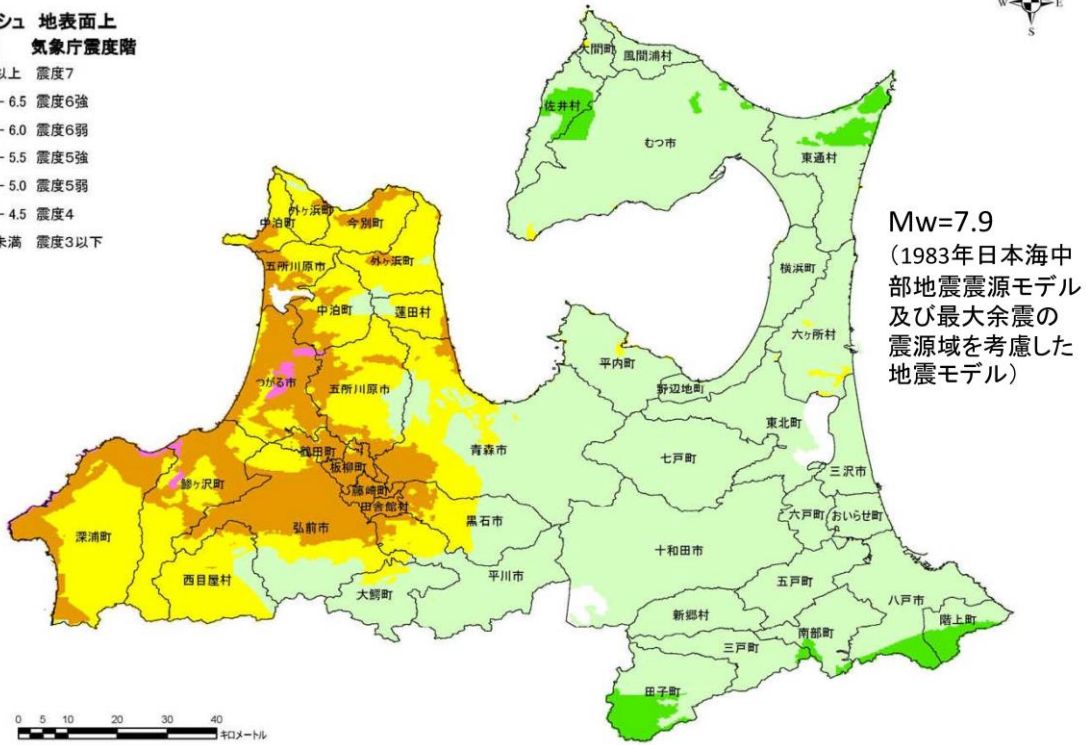 シュ 地表面上
気象庁震度階
以上 震度7
- 6.5 震度6強
- 6.0 震度6弱
- 5.5 震度5強
- 5.0 震度5弱
- 4.5 震度4
未満 震度3以下
W E
S
大間町
風間浦村
佐井村
むつ市
東通村
外ヶ浜町
中泊町
今別町
外ヶ浜町
五所川原市
中泊町
蓬田村
横浜町
六ヶ所村
平内町
野辺地町
つがる市
五所川原市
東北町
青森市
七戸町
鶴田町
板柳町
三沢市
鰺ヶ沢町
藤崎町
田舎館村
六戸町
おいらせ町
弘前市
黒石市
深浦町
十和田市
西目屋村
平川市
五戸町
大鰐町
八戸市
新郷村
階上町
南部町
三戸町
田子町
Mw=7.9
(1983年日本海中
部地震震源モデル
及び最大余震の
震源域を考慮した
地震モデル)
0 5 10 20 30 40
キロメートル